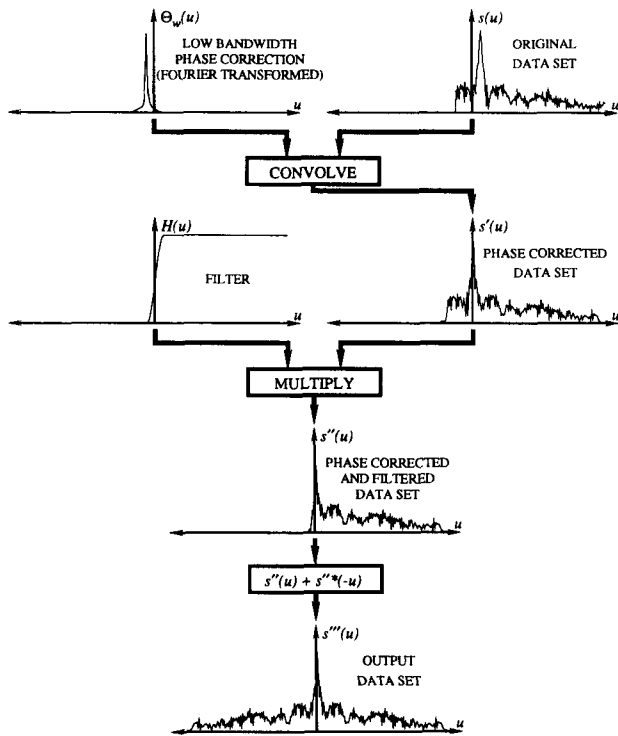 Θw(u)
LOW BANDWIDTH
PHASE CORRECTION
(FOURIER TRANSFORMED)
u
s(u)
ORIGINAL
DATA SET
u
CONVOLVE
H(u)
FILTER
u
s'(u)
PHASE CORRECTED
DATA SET
u
MULTIPLY
s''(u)
PHASE CORRECTED
AND FILTERED
DATA SET
u
s''(u) + s''*(-u)
s'''(u)
OUTPUT
DATA SET
u